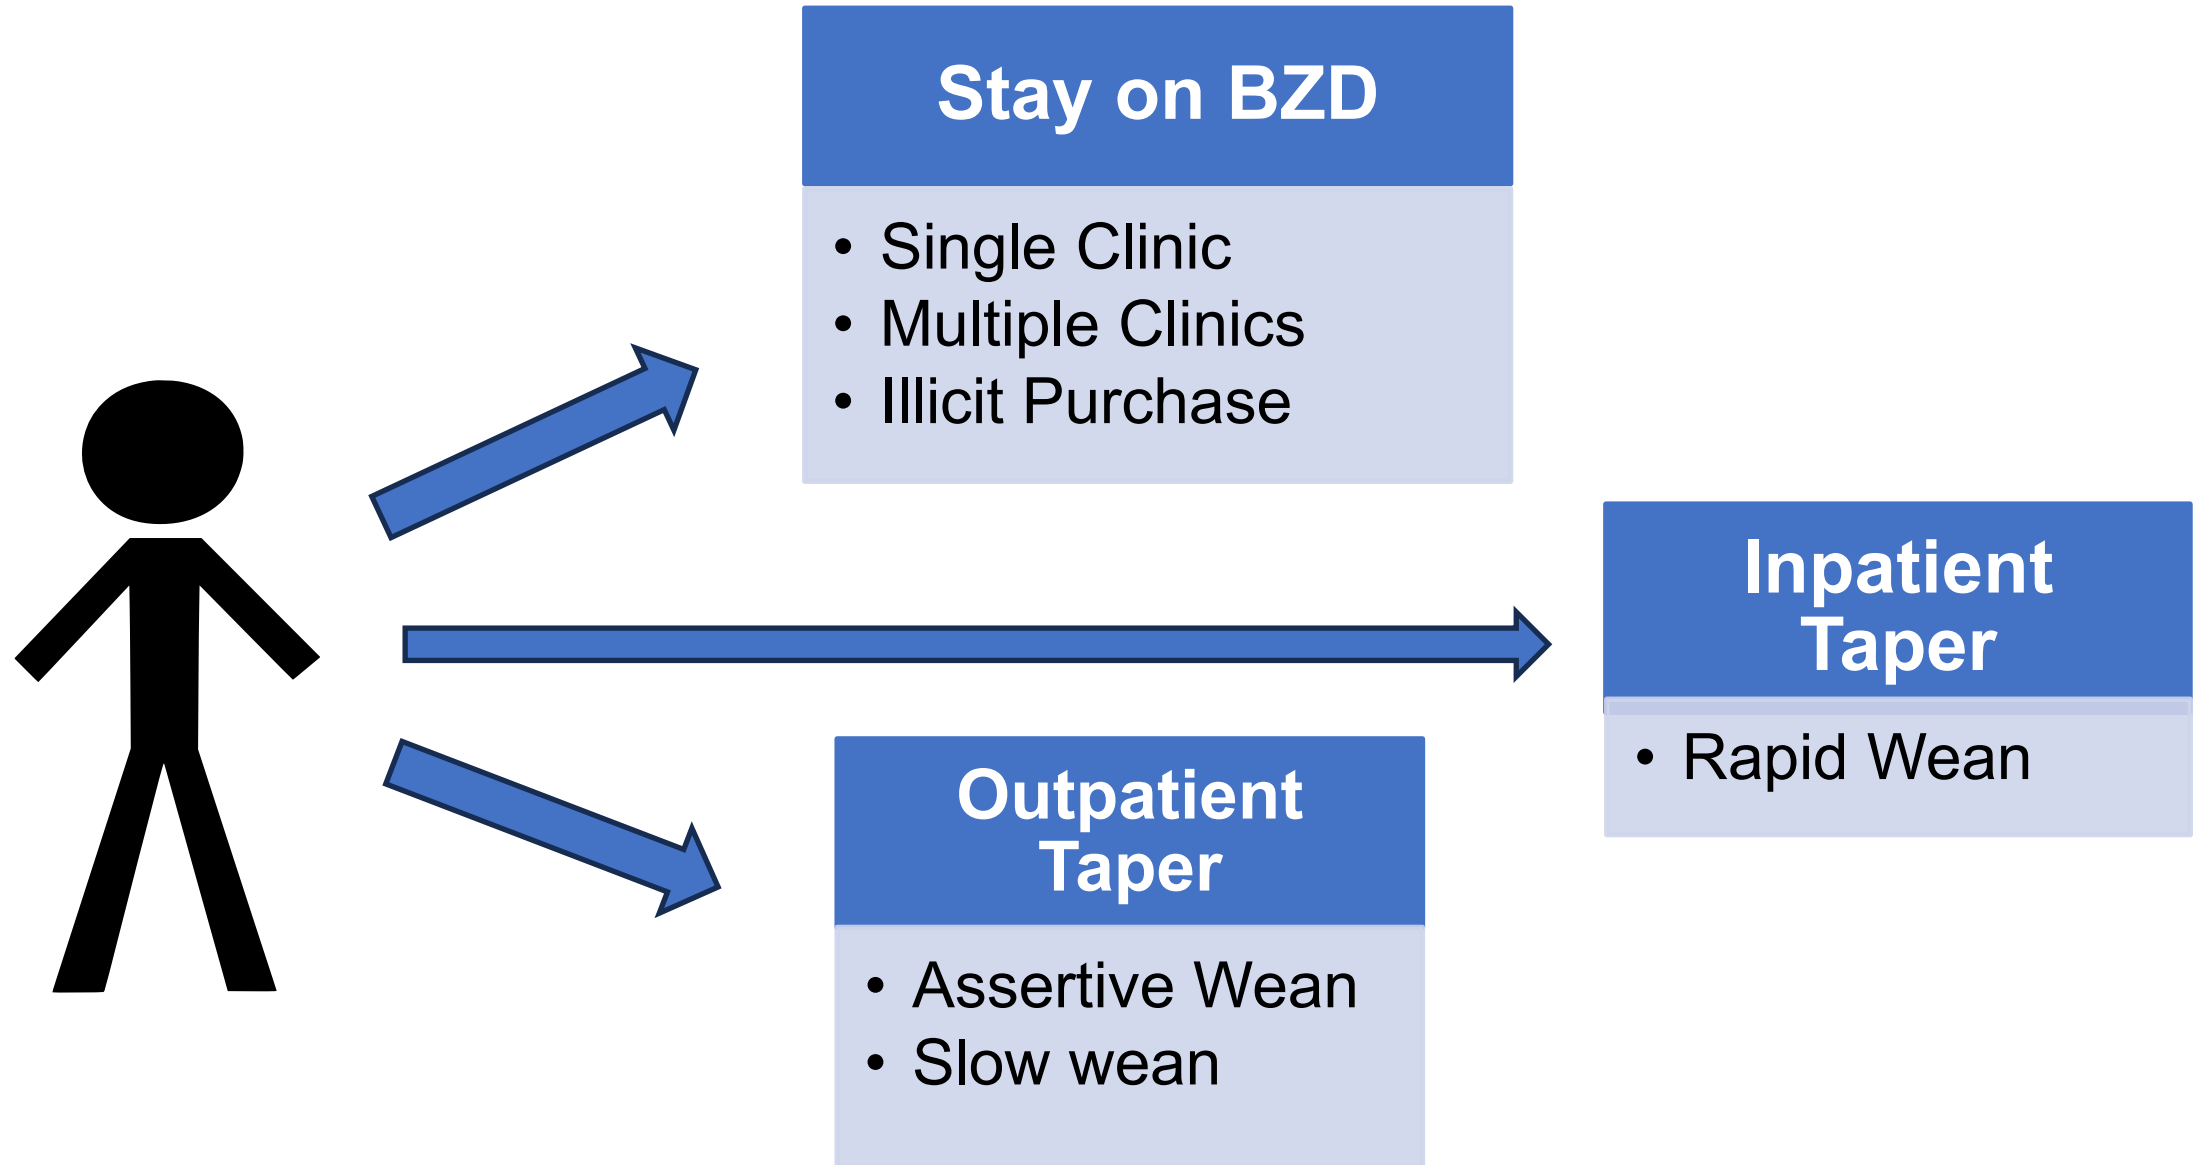 Stay on BZD
• Single Clinic
• Multiple Clinics
• Illicit Purchase
Inpatient
Taper
• Rapid Wean
Outpatient
Taper
• Assertive Wean
• Slow wean